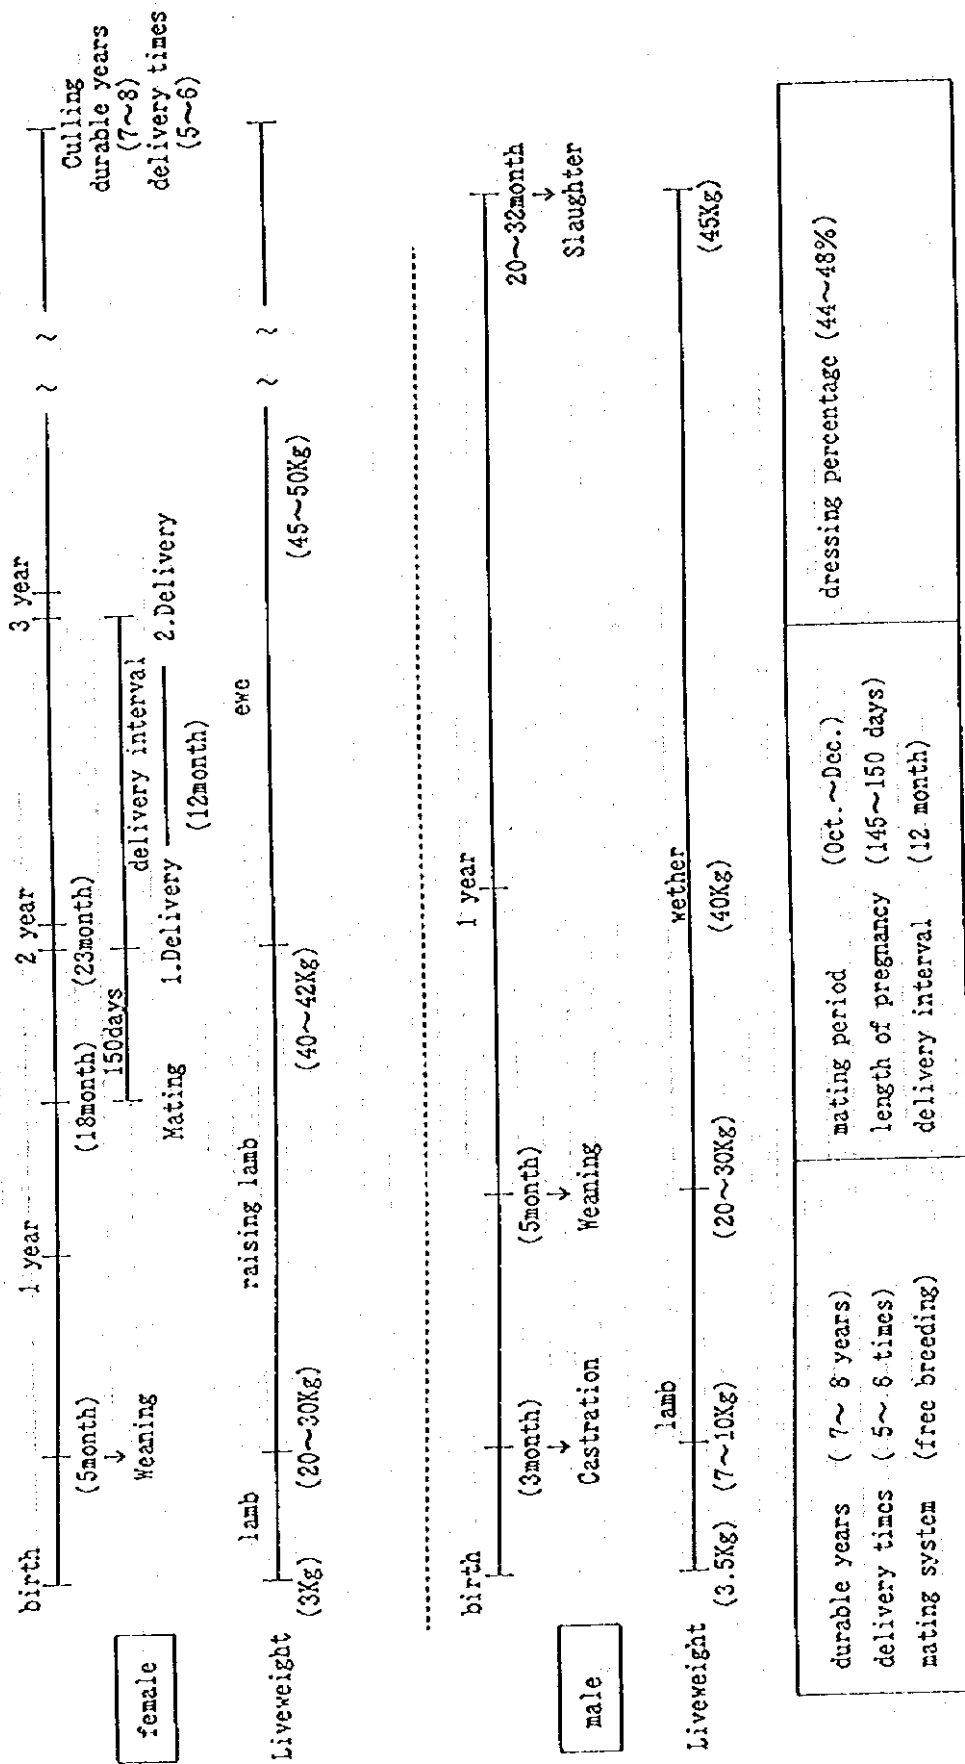 birth
1 year
2 year
3 year
(5month)
Weaning
(18month)
(23month)
150days
Mating
1.Delivery
delivery interval
2.Delivery
(12month)
Culling
durable years
(7~8)
delivery times
(5~6)
female
lamb
raising lamb
ewe
Liveweight
(3Kg)
(20~30Kg)
(40~42Kg)
(45~50Kg)
birth
1 year
(3month)
Castration
(5month)
Weaning
20~32month
Slaughter
male
lamb
wether
Liveweight
(3.5Kg)
(7~10Kg)
(20~30Kg)
(40Kg)
(45Kg)
durable years ( 7~ 8 years)
delivery times ( 5~ 6 times)
mating system (free breeding)
mating period (Oct.~Dec.)
length of pregnancy (145~150 days)
delivery interval (12 month)
dressing percentage (44~48%)